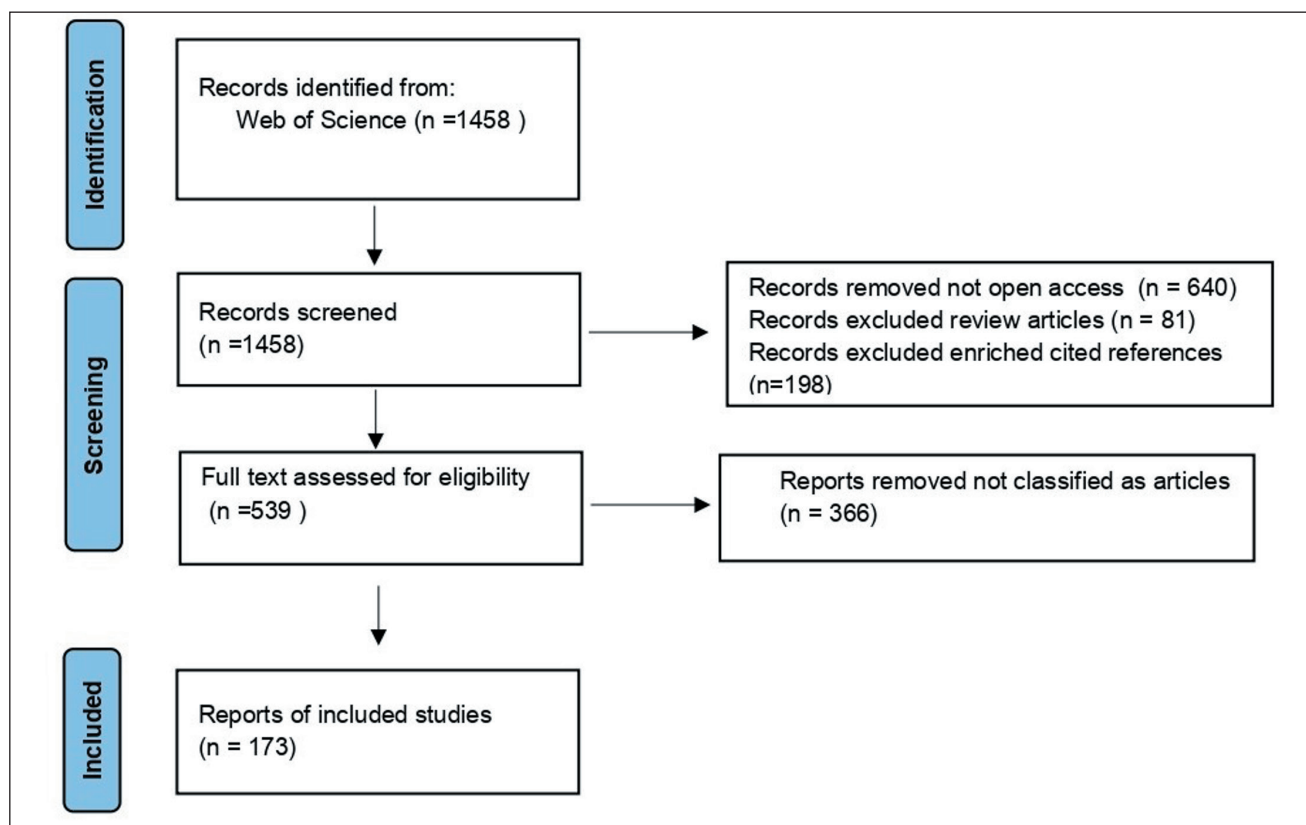 Identification
Records identified from:
Web of Science (n =1458 )
Screening
Records screened
(n =1458)
Records removed not open access (n = 640)
Records excluded review articles (n = 81)
Records excluded enriched cited references
(n=198)
Full text assessed for eligibility
(n =539 )
Reports removed not classified as articles
(n = 366)
Included
Reports of included studies
(n = 173)